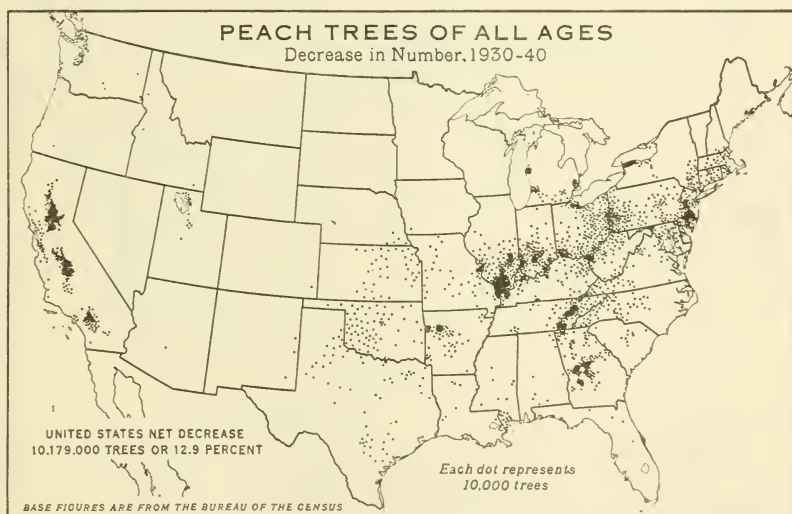 PEACH TREES OF ALL AGES
Decrease in Number, 1930-40
UNITED STATES NET DECREASE
10,179,000 TREES OR 12.9 PERCENT
Each dot represents
10,000 trees
BASE FIGURES ARE FROM THE BUREAU OF THE CENSUS